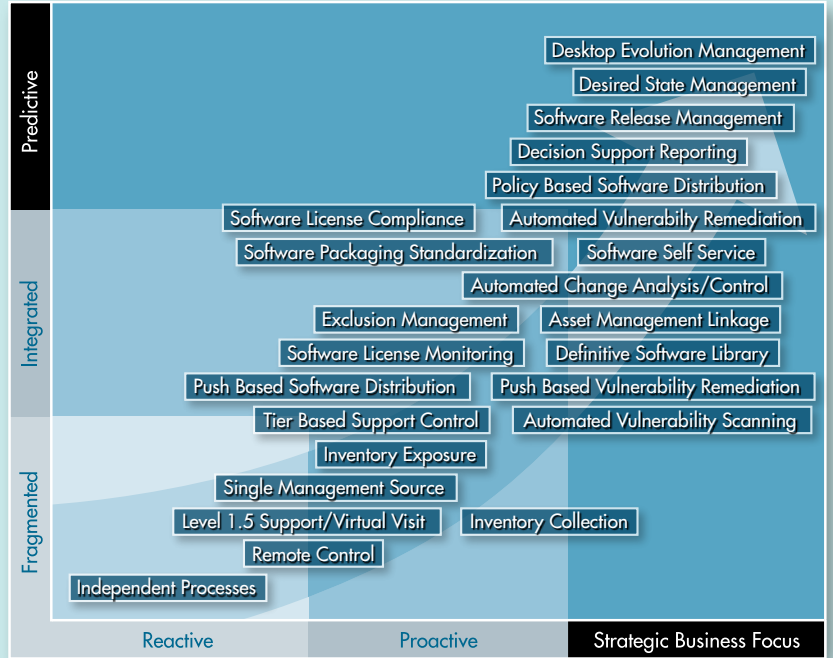 Predictive
Desktop Evolution Management
Desired State Management
Software Release Management
Decision Support Reporting
Policy Based Software Distribution
Software License Compliance
Automated Vulnerabilty Remediation
Software Packaging Standardization
Software Self Service
Integrated
Automated Change Analysis/Control
Exclusion Management
Asset Management Linkage
Software License Monitoring
Definitive Software Library
Push Based Software Distribution
Push Based Vulnerability Remediation
Tier Based Support Control
Automated Vulnerability Scanning
Fragmented
Inventory Exposure
Single Management Source
Level 1.5 Support/Virtual Visit
Inventory Collection
Remote Control
Independent Processes
Reactive
Proactive
Strategic Business Focus